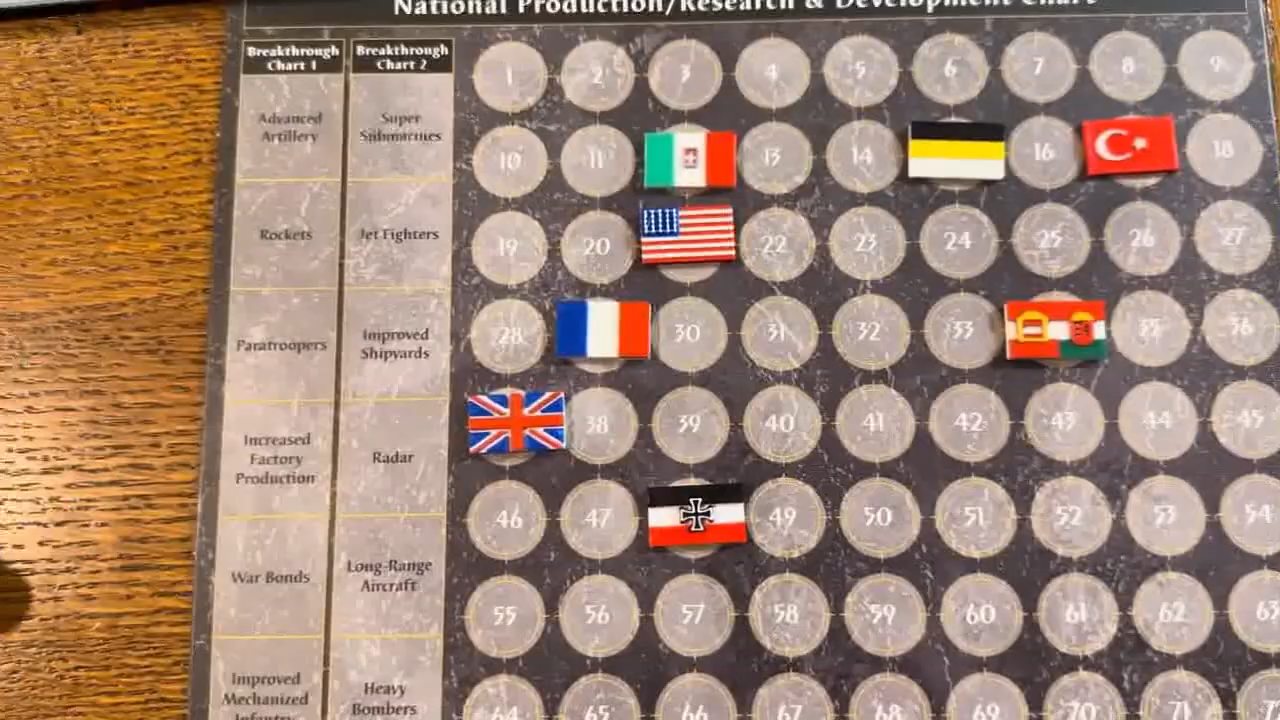 National Production/Research & Development Chart
Breakthrough
Chart 1
Breakthrough
Chart 2
1 2 3 4 5 6 7 8 9
Advanced
Artillery
Super
Submarines
10 11 13 14 16 18
Rockets
Jet Fighters
19 20 22 23 24 25 26 27
Paratroopers
Improved
Shipyards
28 30 31 32 33 35 36
Increased
Factory
Production
Radar
38 39 40 41 42 43 44 45
46 47 49 50 51 52 53 54
War Bonds
Long-Range
Aircraft
55 56 57 58 59 60 61 62 63
Improved
Mechanized
Infantry
Heavy
Bombers
64 65 66 67 68 69 70 71